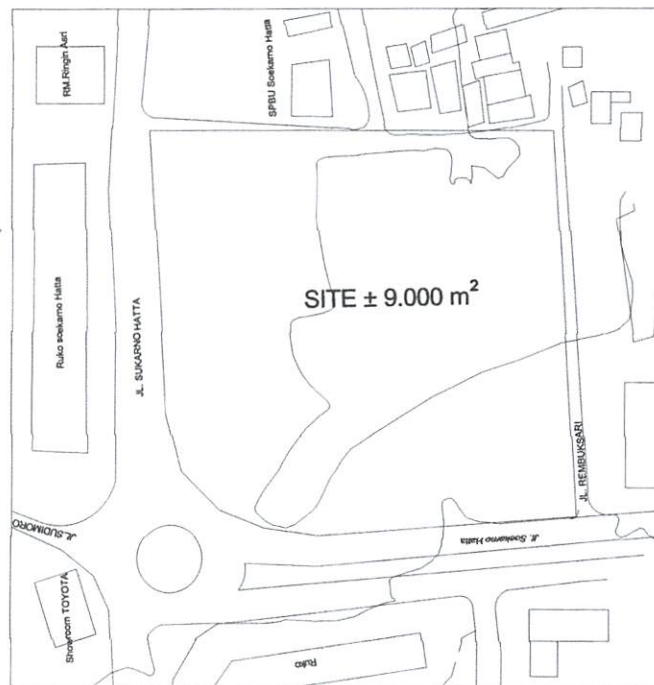 RM.Ringin Asri
SPBU Soekarno Hatta
Ruko soekarno Hatta
JL. SUKARNO HATTA
SITE ± 9.000 m²
JL. REMBUKSARI
JL.SUDIMORO
Jl. Soekarno Hatta
Showroom TOYOTA
Ruko